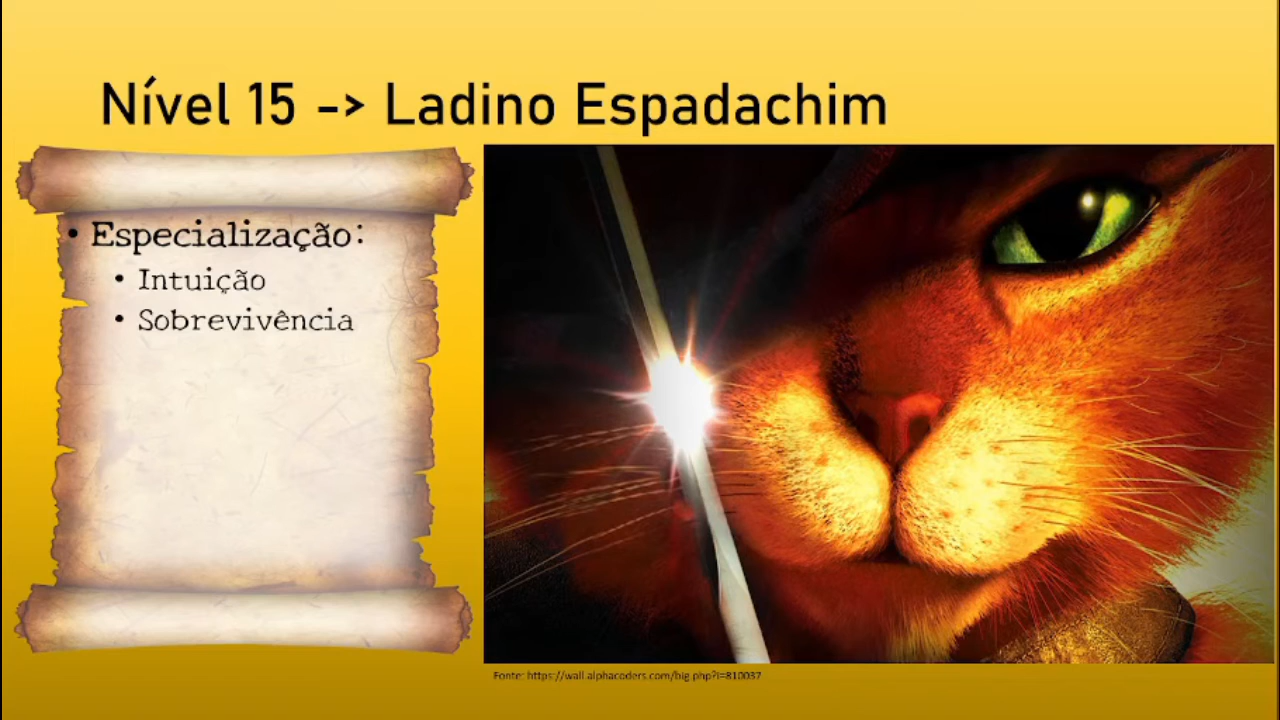 Nível 15 -> Ladino Espadachim
• Especialização:
• Intuição
• Sobrevivência
Fonte: https://wall.alphacoders.com/big.php?i=810037